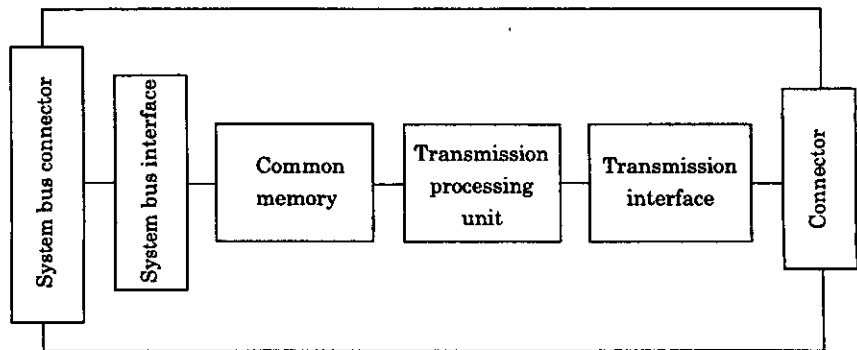 System bus connector
System bus interface
Common
memory
Transmission
processing
unit
Transmission
interface
Connector